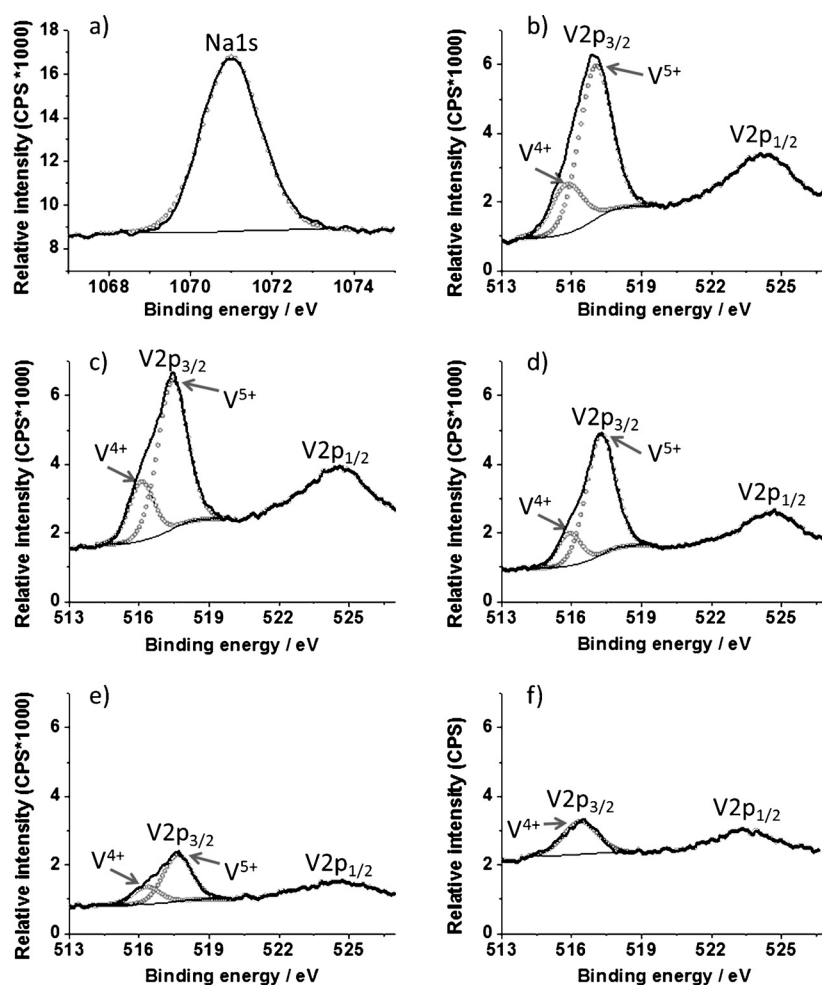 a)
Na1s
Relative intensity (CPS *1000)
18
16
14
12
10
8
1068 1070 1072 1074
Binding energy / eV
b)
V2p3/2
V5+
V4+
V2p1/2
Relative intensity (CPS*1000)
6
4
2
0
513 516 519 522 525
Binding energy / eV
c)
V2p3/2
V5+
V4+
V2p1/2
Relative intensity (CPS*1000)
6
4
2
0
513 516 519 522 525
Binding energy / eV
d)
V2p3/2
V5+
V4+
V2p1/2
Relative intensity (CPS*1000)
6
4
2
0
513 516 519 522 525
Binding energy / eV
e)
V2p3/2
V4+
V5+
V2p1/2
Relative intensity (CPS*1000)
6
4
2
0
513 516 519 522 525
Binding energy / eV
f)
V2p3/2
V4+
V2p1/2
Relative intensity (CPS)
6
4
2
0
513 516 519 522 525
Binding energy / eV